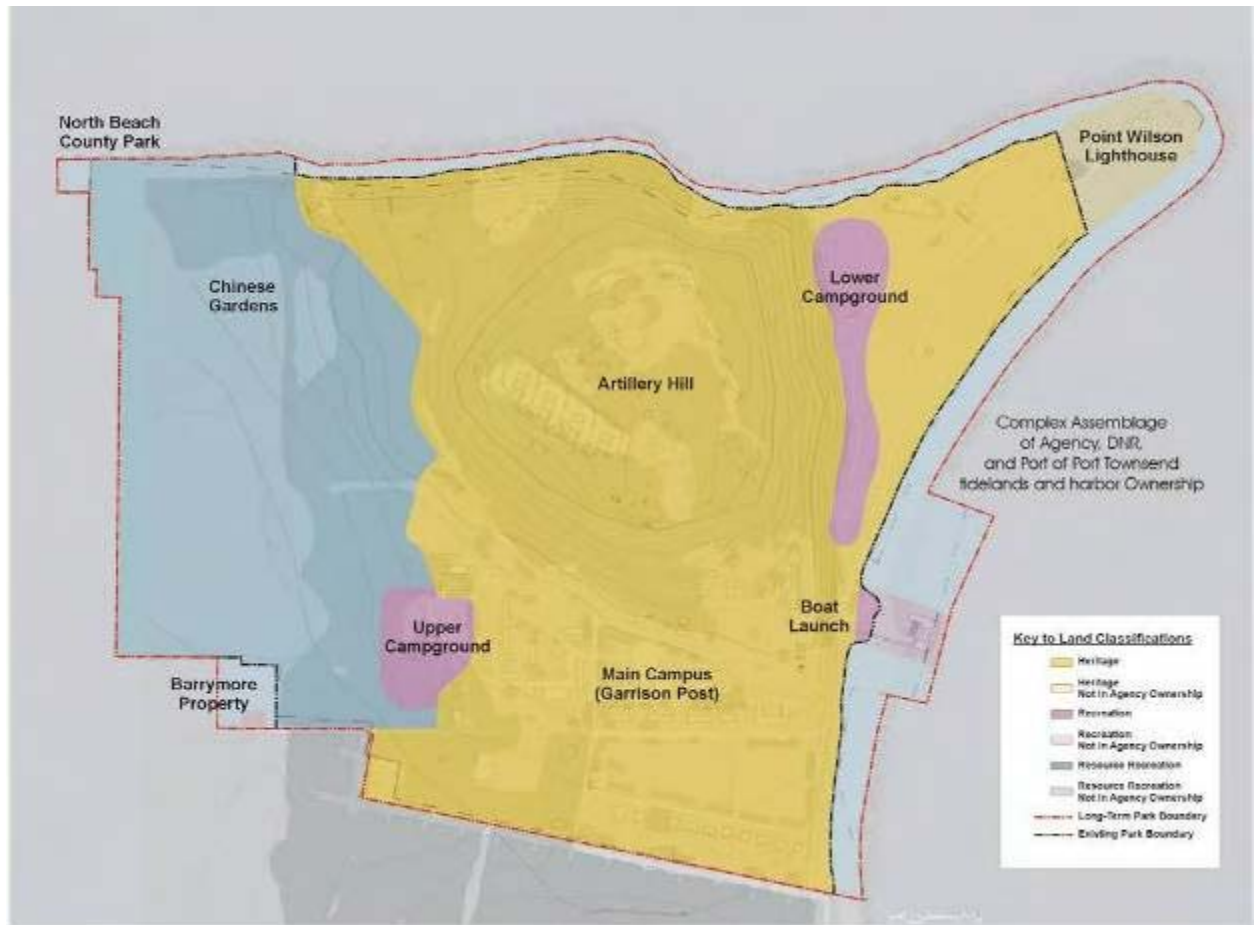 North Beach
County Park
Point Wilson
Lighthouse
Chinese
Gardens
Lower
Campground
Artillery Hill
Complex Assemblage
of Agency, DNR,
and Port of Port Townsend
tidelands and harbor Ownership
Boat
Launch
Upper
Campground
Main Campus
(Garrison Post)
Barrymore
Property
Key to Land Classifications
Heritage
Heritage
Not In Agency Ownership
Recreation
Recreation
Not In Agency Ownership
Resource Recreation
Resource Recreation
Not In Agency Ownership
Long-Term Park Boundary
Existing Park Boundary